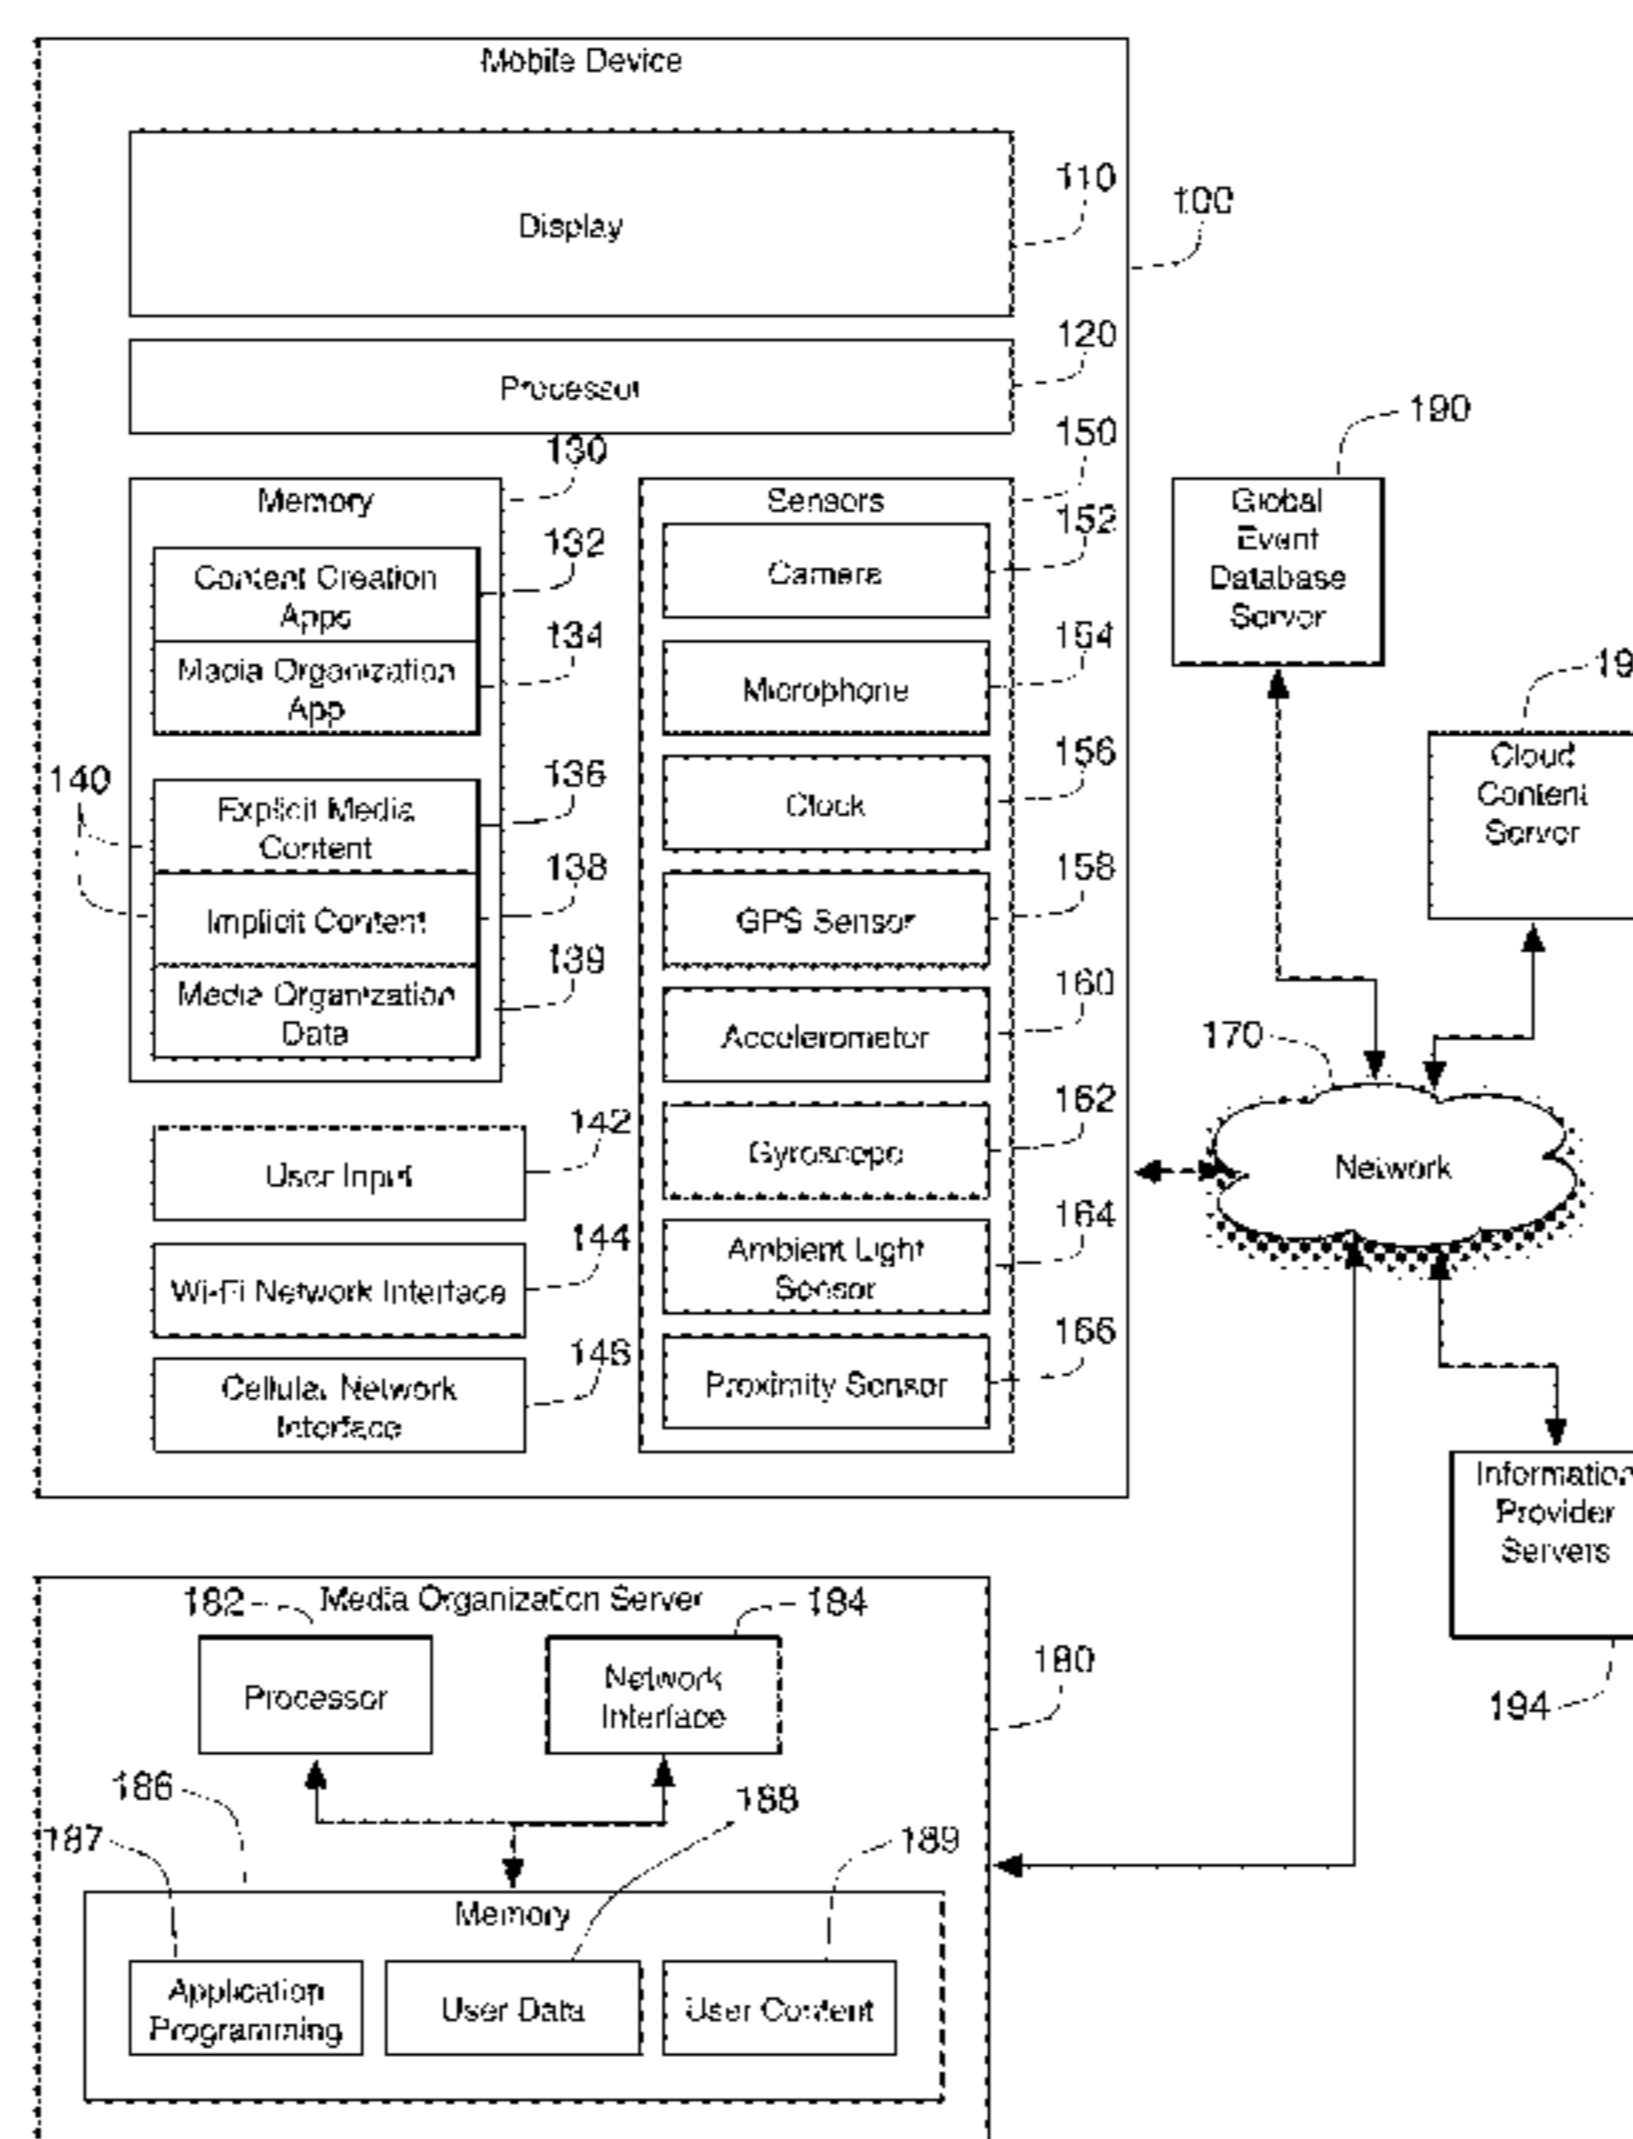 Mobile Device
Display
110
100
Processor
120
130
150
Memory
Sensors
132
152
Content Creation
Apps
Camera
134
154
Media Organization
App
Microphone
136
156
140
Explicit Media
Content
Clock
138
158
Implicit Content
GPS Sensor
139
160
Media Organization
Data
Accelerometer
142
162
User Input
Gyroscope
144
164
Wi-Fi Network Interface
Ambient Light
Sensor
146
166
Cellular Network
Interface
Proximity Sensor
190
Global
Event
Database
Server
Cloud
Content
Server
170
Network
Information
Provider
Servers
194
Media Organization Server
182
184
Processor
Network
Interface
180
186
188
187
189
Memory
Application
Programming
User Data
User Content